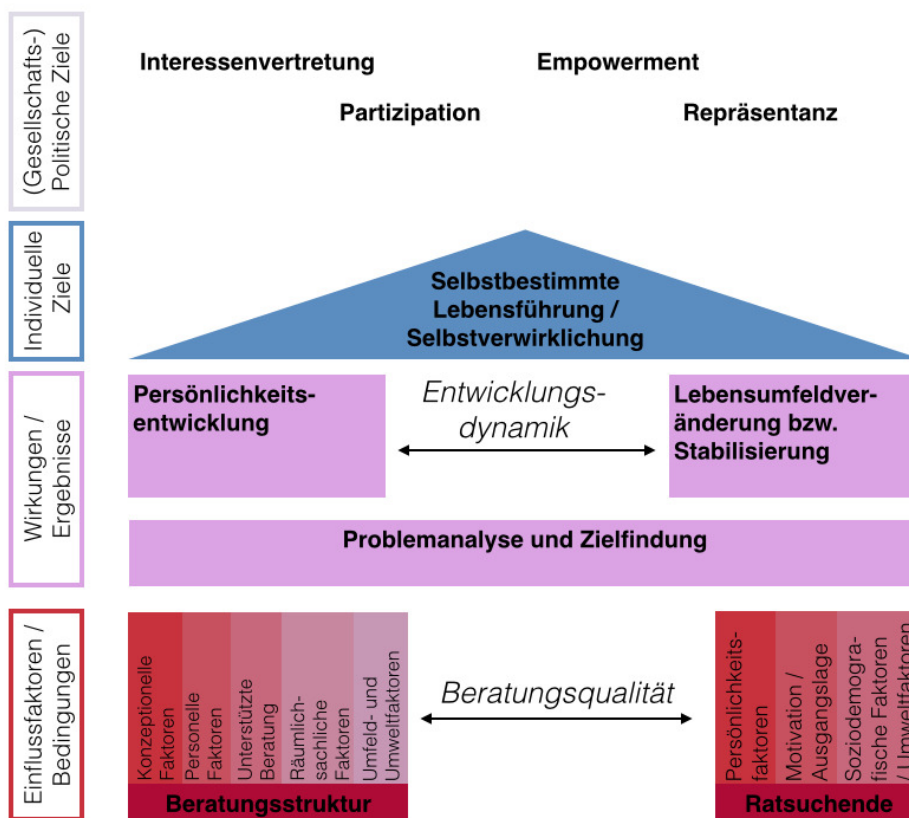 (Gesellschafts-)
Politische Ziele
Interessenvertretung
Empowerment
Partizipation
Repräsentanz
Individuelle
Ziele
Selbstbestimmte
Lebensführung /
Selbstverwirklichung
Wirkungen /
Ergebnisse
Persönlichkeits-
entwicklung
Entwicklungs-
dynamik
Lebensumfeldver-
änderung bzw.
Stabilisierung
Problemanalyse und Zielfindung
Einflussfaktoren /
Bedingungen
Konzeptionelle
Faktoren
Personelle
Faktoren
Unterstützte
Beratung
Räumlich-
sächliche
Faktoren
Umfeld- und
Umweltfaktoren
Beratungsstruktur
Beratungsqualität
Persönlichkeits-
faktoren
Motivation /
Ausgangslage
Soziodemogra-
fische Faktoren
/ Umweltfaktoren
Ratsuchende